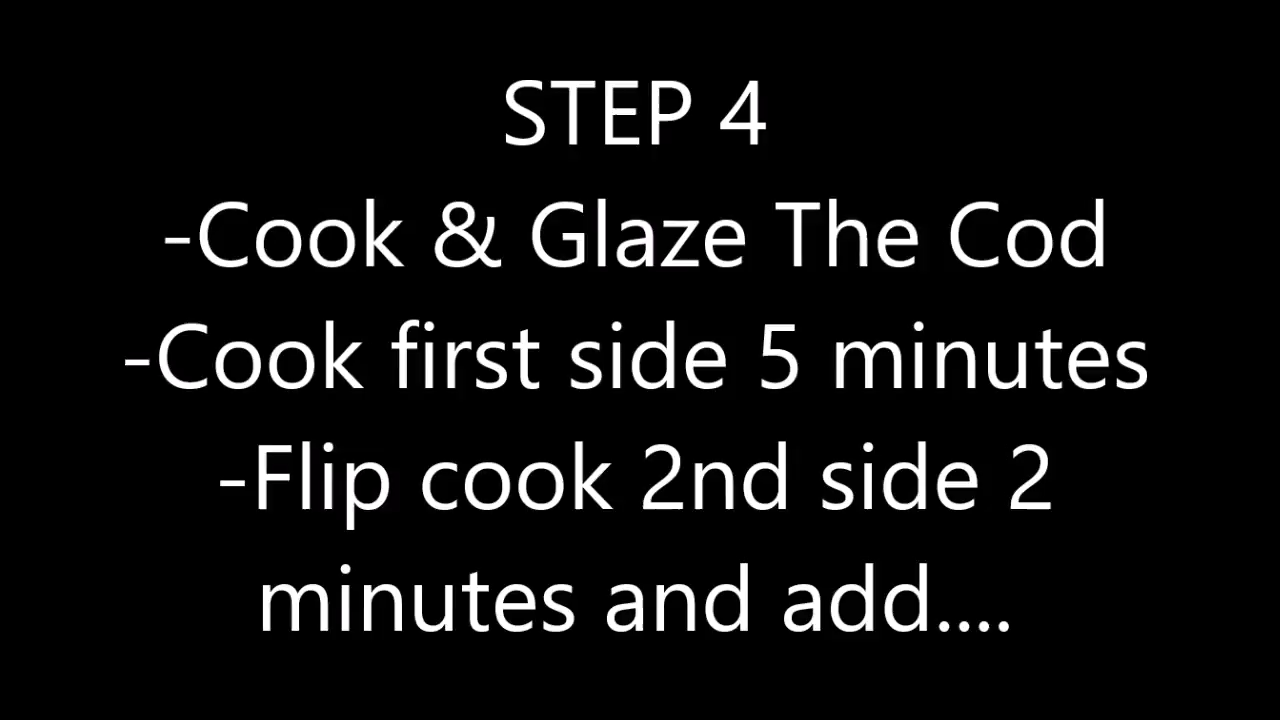 STEP 4
-Cook & Glaze The Cod
-Cook first side 5 minutes
-Flip cook 2nd side 2
minutes and add....